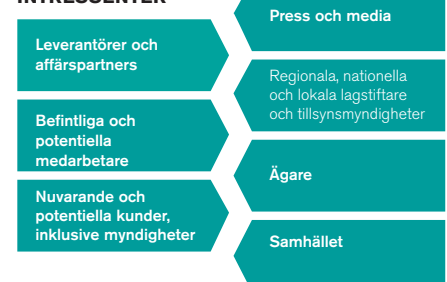 INTRESSENTER
Leverantörer och
affärspartners
Befintliga och
potentiella
medarbetare
Nuvarande och
potentiella kunder,
inklusive myndigheter
Press och media
Regionala, nationella
och lokala lagstiftare
och tillsynsmyndigheter
Ägare
Samhället